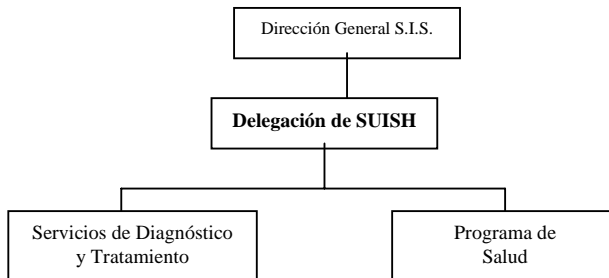 Dirección General S.I.S.
Delegación de SUISH
Servicios de Diagnóstico
y Tratamiento
Programa de
Salud